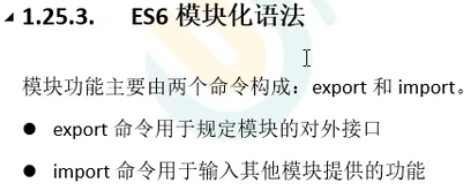 1.25.3. ES6 模块化语法
模块功能主要由两个命令构成：export 和 import。
● export 命令用于规定模块的对外接口
● import 命令用于输入其他模块提供的功能